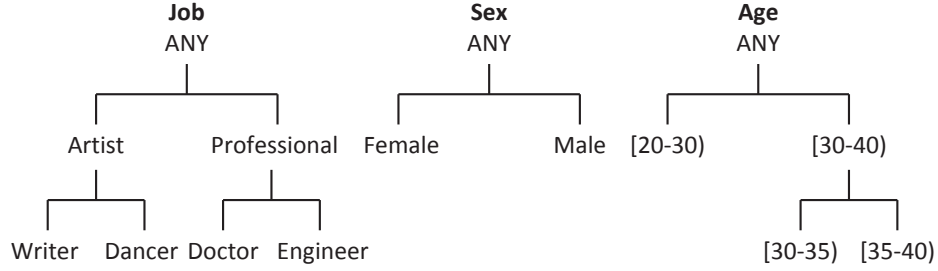 Job Sex Age
ANY ANY ANY
Artist Professional Female Male [20-30) [30-40)
Writer Dancer Doctor Engineer [30-35) [35-40)